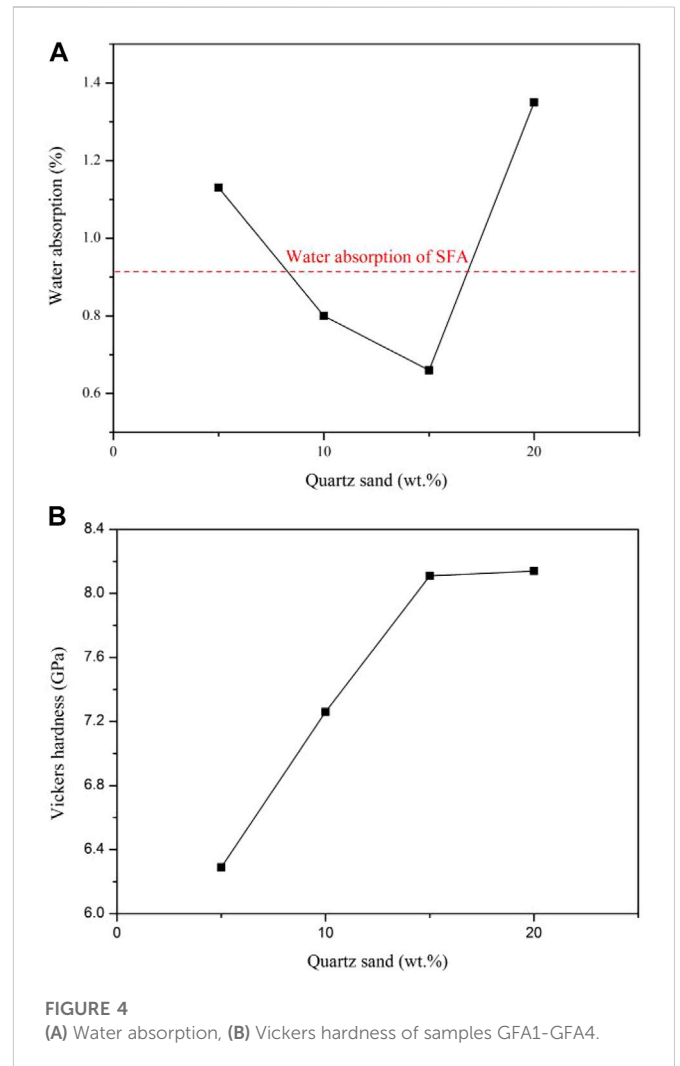 A
1.4
1.2
1.0
0.8
0.6
Water absorption (%)
Water absorption of SFA
0
10
20
Quartz sand (wt.%)
B
8.4
8.0
7.6
7.2
6.8
6.4
6.0
Vickers hardness (GPa)
0
10
20
Quartz sand (wt.%)
FIGURE 4
(A) Water absorption, (B) Vickers hardness of samples GFA1-GFA4.